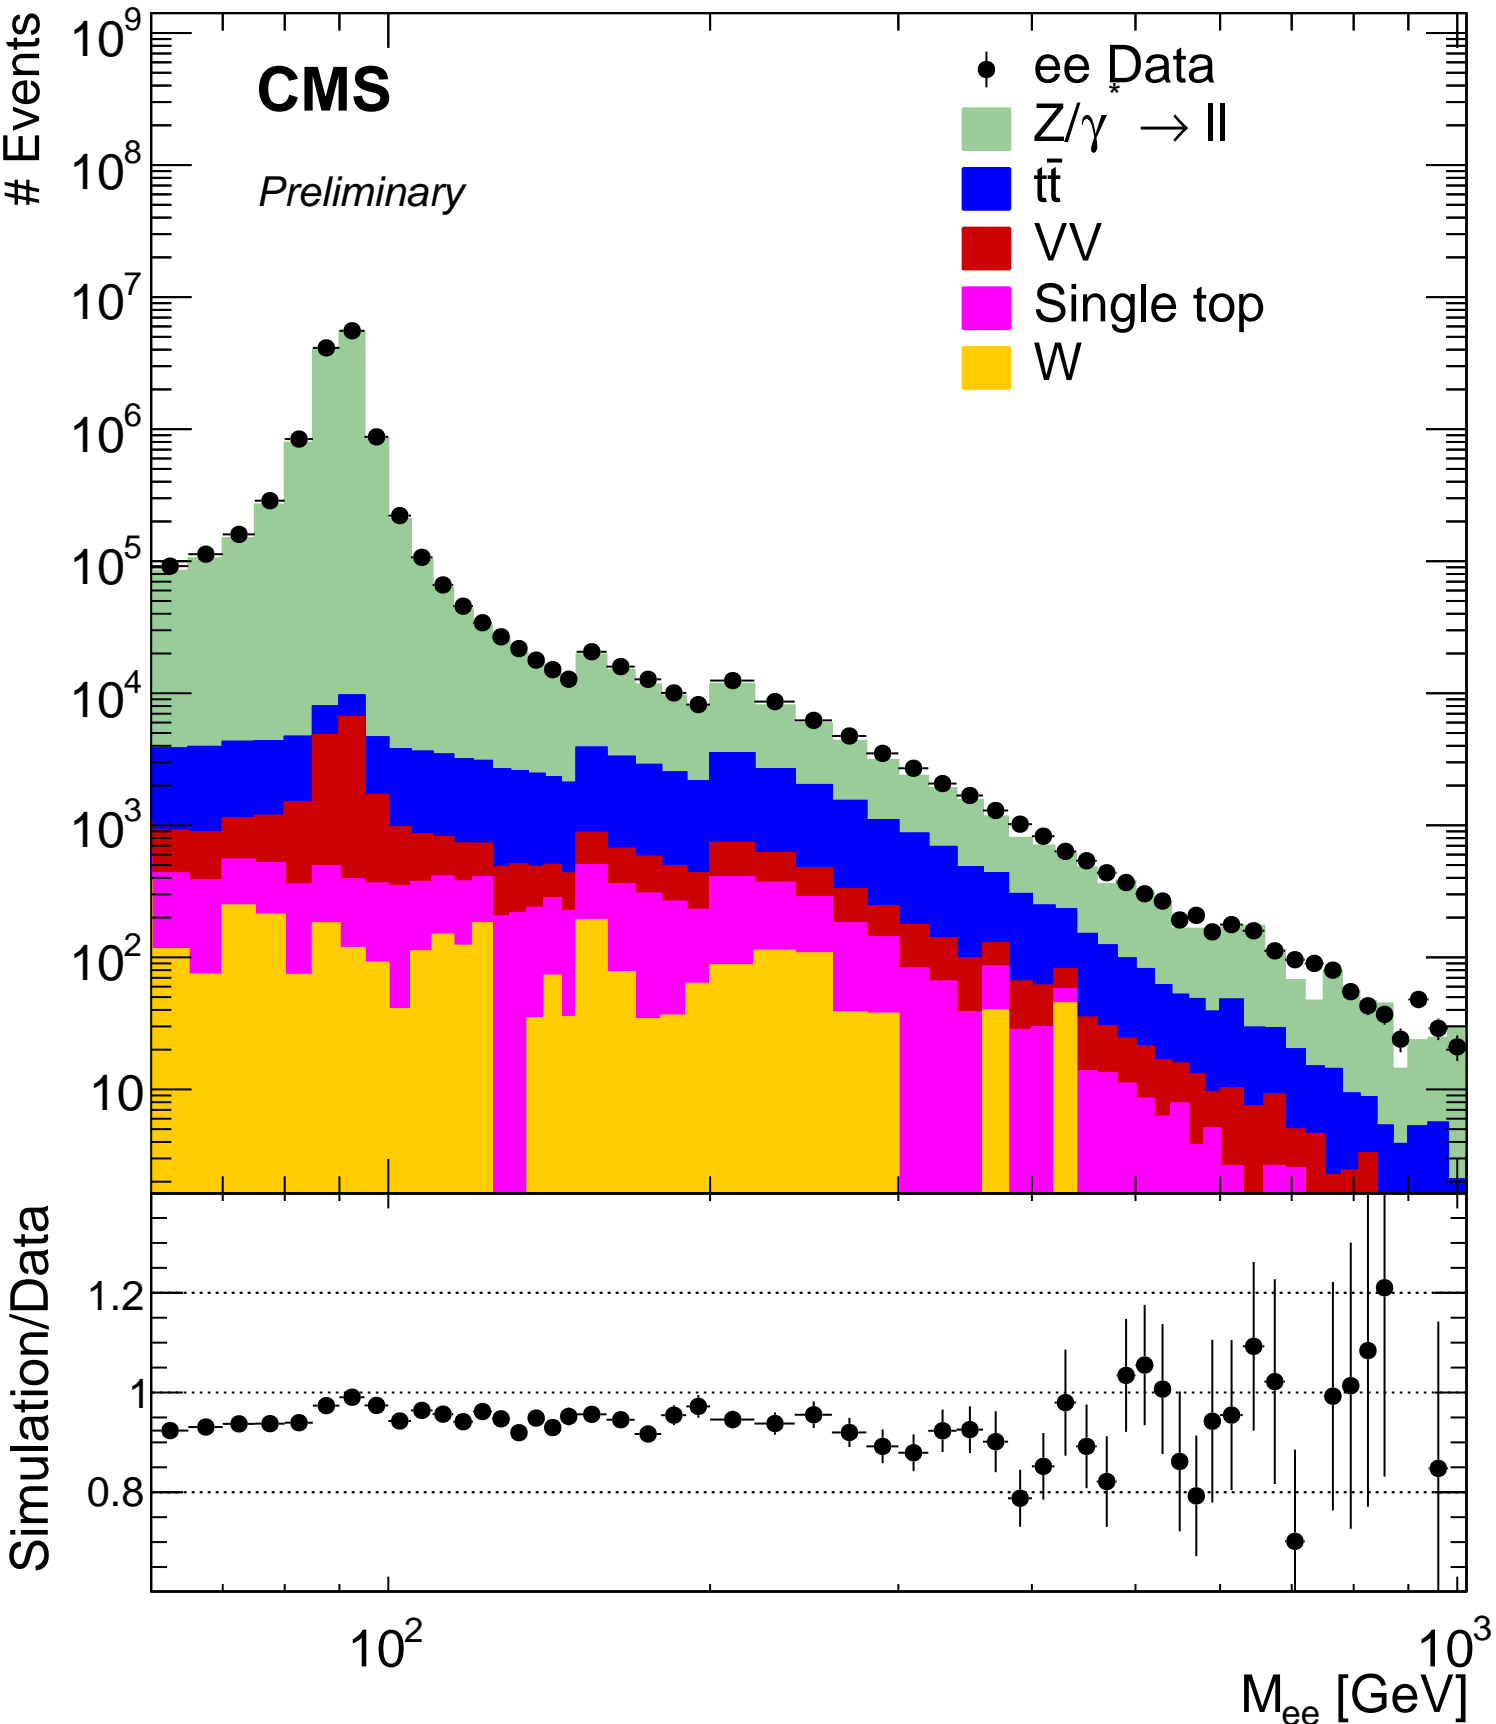 # Events
10⁹
10⁸
10⁷
10⁶
10⁵
10⁴
10³
10²
10
CMS
Preliminary
ee Data
Z/γ* → ll
tt̄
VV
Single top
W
Simulation/Data
1.2
1
0.8
10²
10³
M_ee [GeV]